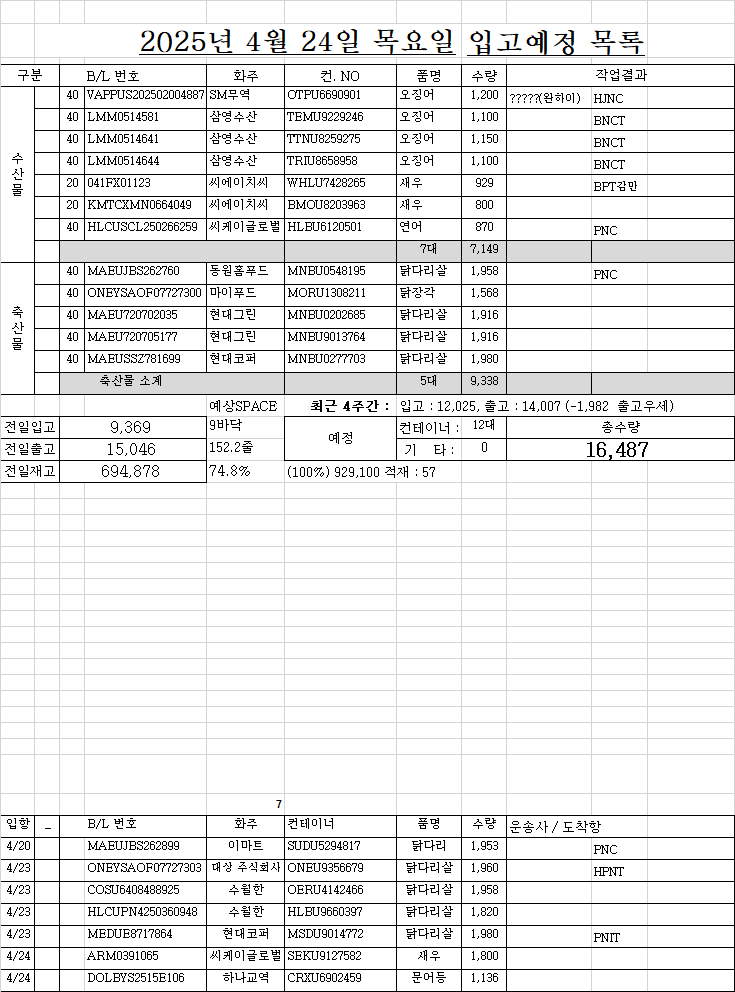 2025년 4월 24일 목요일 입고예정 목록
구분 B/L 번호 화주 컨. NO 품명 수량 작업결과
수산물
40 VAPPUS202502004887 SM무역 OTPU6690901 오징어 1,200 ?????(완하이) HJNC
40 LMM0514581 삼영수산 TEMU9229246 오징어 1,100 BNCT
40 LMM0514641 삼영수산 TTNU8259275 오징어 1,150 BNCT
40 LMM0514644 삼영수산 TRIU8658958 오징어 1,100 BNCT
20 041FX01123 씨에이치씨 WHLU7428265 새우 929 BPT감만
20 KMTCXMN0664049 씨에이치씨 BMOU8203963 새우 800
40 HLCUSCL250266259 씨케이글로벌 HLBU6120501 연어 870 PNC
7대 7,149
축산물
40 MAEUJBS262760 동원홈푸드 MNBU0548195 닭다리살 1,958 PNC
40 ONEYSAOF07727300 마이푸드 MORU1308211 닭장각 1,568
40 MAEU720702035 현대그린 MNBU0202685 닭다리살 1,916
40 MAEU720705177 현대그린 MNBU9013764 닭다리살 1,916
40 MAEUSSZ781699 현대코퍼 MNBU0277703 닭다리살 1,980
축산물 소계 5대 9,338
예상SPACE 최근 4주간 : 입고 : 12,025, 출고 : 14,007 (-1,982 출고우세)
전일입고 9,369 9바닥 예정 컨테이너 : 12대 총수량
전일출고 15,046 152.2줄 기 타 : 0 16,487
전일재고 694,878 74.8% (100%) 929,100 적재 : 57
7
입항 _ B/L 번호 화주 컨테이너 품명 수량 운송사 / 도착항
4/20 MAEUJBS262899 이마트 SUDU5294817 닭다리 1,953 PNC
4/23 ONEYSAOF07727303 대상 주식회사 ONEU9356679 닭다리살 1,960 HPNT
4/23 COSU6408488925 수월한 OERU4142466 닭다리살 1,958
4/23 HLCUPN4250360948 수월한 HLBU9660397 닭다리살 1,820
4/23 MEDUE8717864 현대코퍼 MSDU9014772 닭다리살 1,980 PNIT
4/24 ARM0391065 씨케이글로벌 SEKU9127582 새우 1,800
4/24 DOLBYS2515E106 하나교역 CRXU6902459 문어등 1,136